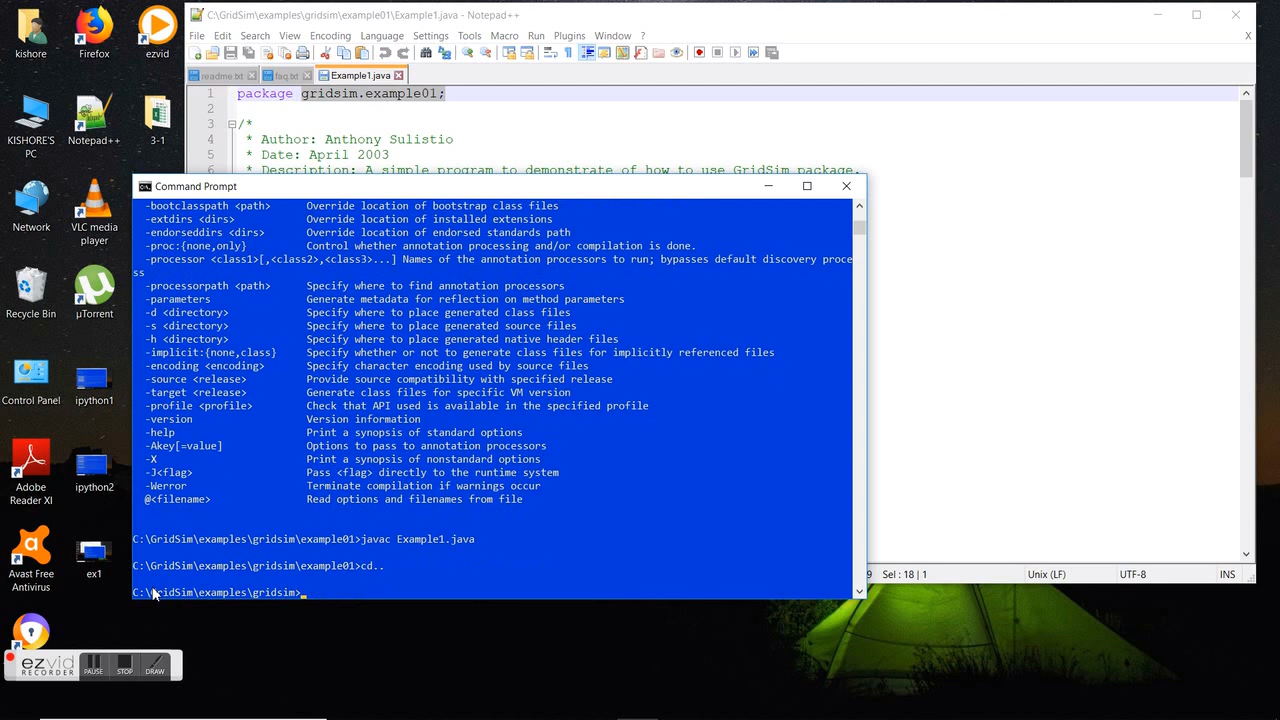 kishore
Firefox
ezvid
KISHORE'S PC
Notepad++
3-1
Network
VLC media player
Recycle Bin
µTorrent
Control Panel
ipython1
Adobe Reader XI
ipython2
Avast Free Antivirus
ex1
C:\GridSim\examples\gridsim\example01\Example1.java - Notepad++
File Edit Search View Encoding Language Settings Tools Macro Run Plugins Window ? X
readme.txt faq.txt Example1.java
1 package gridsim.example01;
2
3 /*
4 * Author: Anthony Sulistio
5 * Date: April 2003
6 * Description: A simple program to demonstrate of how to use GridSim package.
Command Prompt
-bootclasspath <path> Override location of bootstrap class files
-extdirs <dirs> Override location of installed extensions
-endorseddirs <dirs> Override location of endorsed standards path
-proc:{none,only} Control whether annotation processing and/or compilation is done.
-processor <class1>[,<class2>,<class3>...] Names of the annotation processors to run; bypasses default discovery proce
ss
-processorpath <path> Specify where to find annotation processors
-parameters Generate metadata for reflection on method parameters
-d <directory> Specify where to place generated class files
-s <directory> Specify where to place generated source files
-h <directory> Specify where to place generated native header files
-implicit:{none,class} Specify whether or not to generate class files for implicitly referenced files
-encoding <encoding> Specify character encoding used by source files
-source <release> Provide source compatibility with specified release
-target <release> Generate class files for specific VM version
-profile <profile> Check that API used is available in the specified profile
-version Version information
-help Print a synopsis of standard options
-Akey[=value] Options to pass to annotation processors
-X Print a synopsis of nonstandard options
-J<flag> Pass <flag> directly to the runtime system
-Werror Terminate compilation if warnings occur
@<filename> Read options and filenames from file
C:\GridSim\examples\gridsim\example01>javac Example1.java
C:\GridSim\examples\gridsim\example01>cd..
C:\GridSim\examples\gridsim>
9 Sel : 18 | 1 Unix (LF) UTF-8 INS
ezvid
RECORDER
PAUSE STOP DRAW